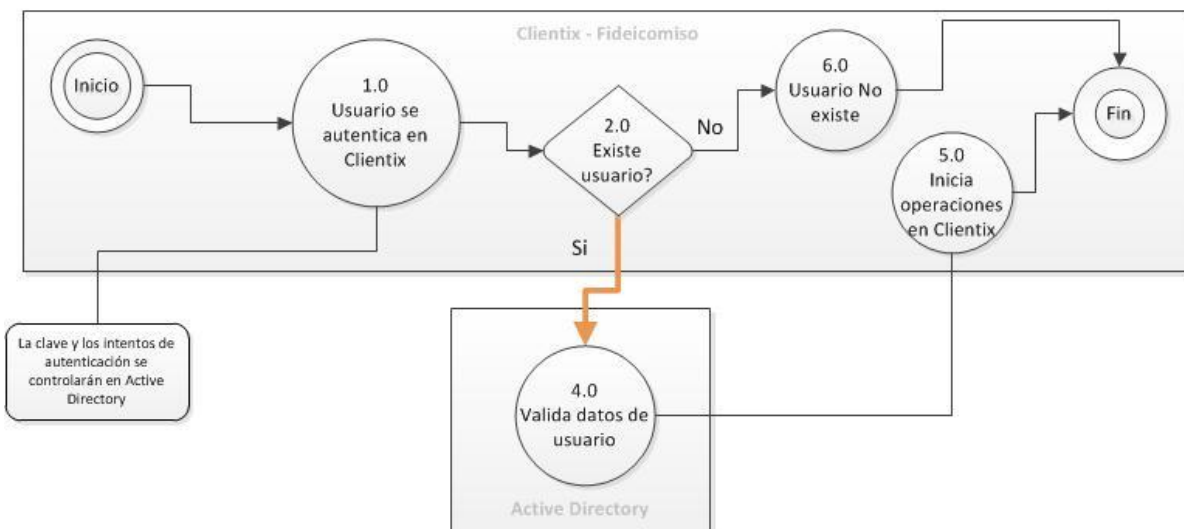 Clientix - Fideicomiso
Inicio
1.0
Usuario se
autentica en
Clientix
2.0
Existe
usuario?
No
6.0
Usuario No
existe
Fin
5.0
Inicia
operaciones
en Clientix
Si
La clave y los intentos de
autenticación se
controlarán en Active
Directory
4.0
Valida datos de
usuario
Active Directory